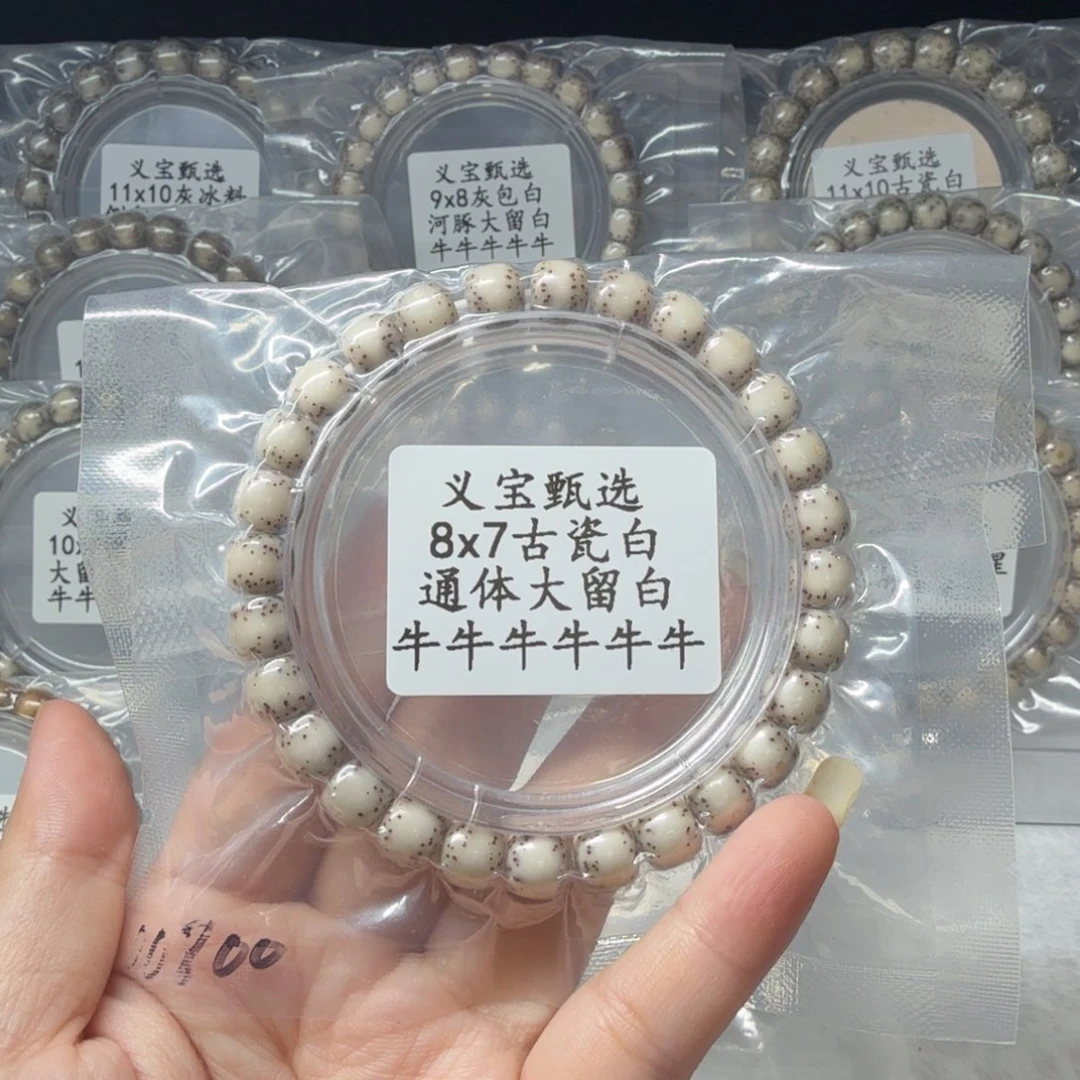 义宝甄选
11x10灰冰料
义宝甄选
9x8灰包白
河豚大留白
牛牛牛牛牛
义宝甄选
11x10古瓷白
义宝甄选
8x7古瓷白
通体大留白
牛牛牛牛牛牛
义
10
大留
牛牛